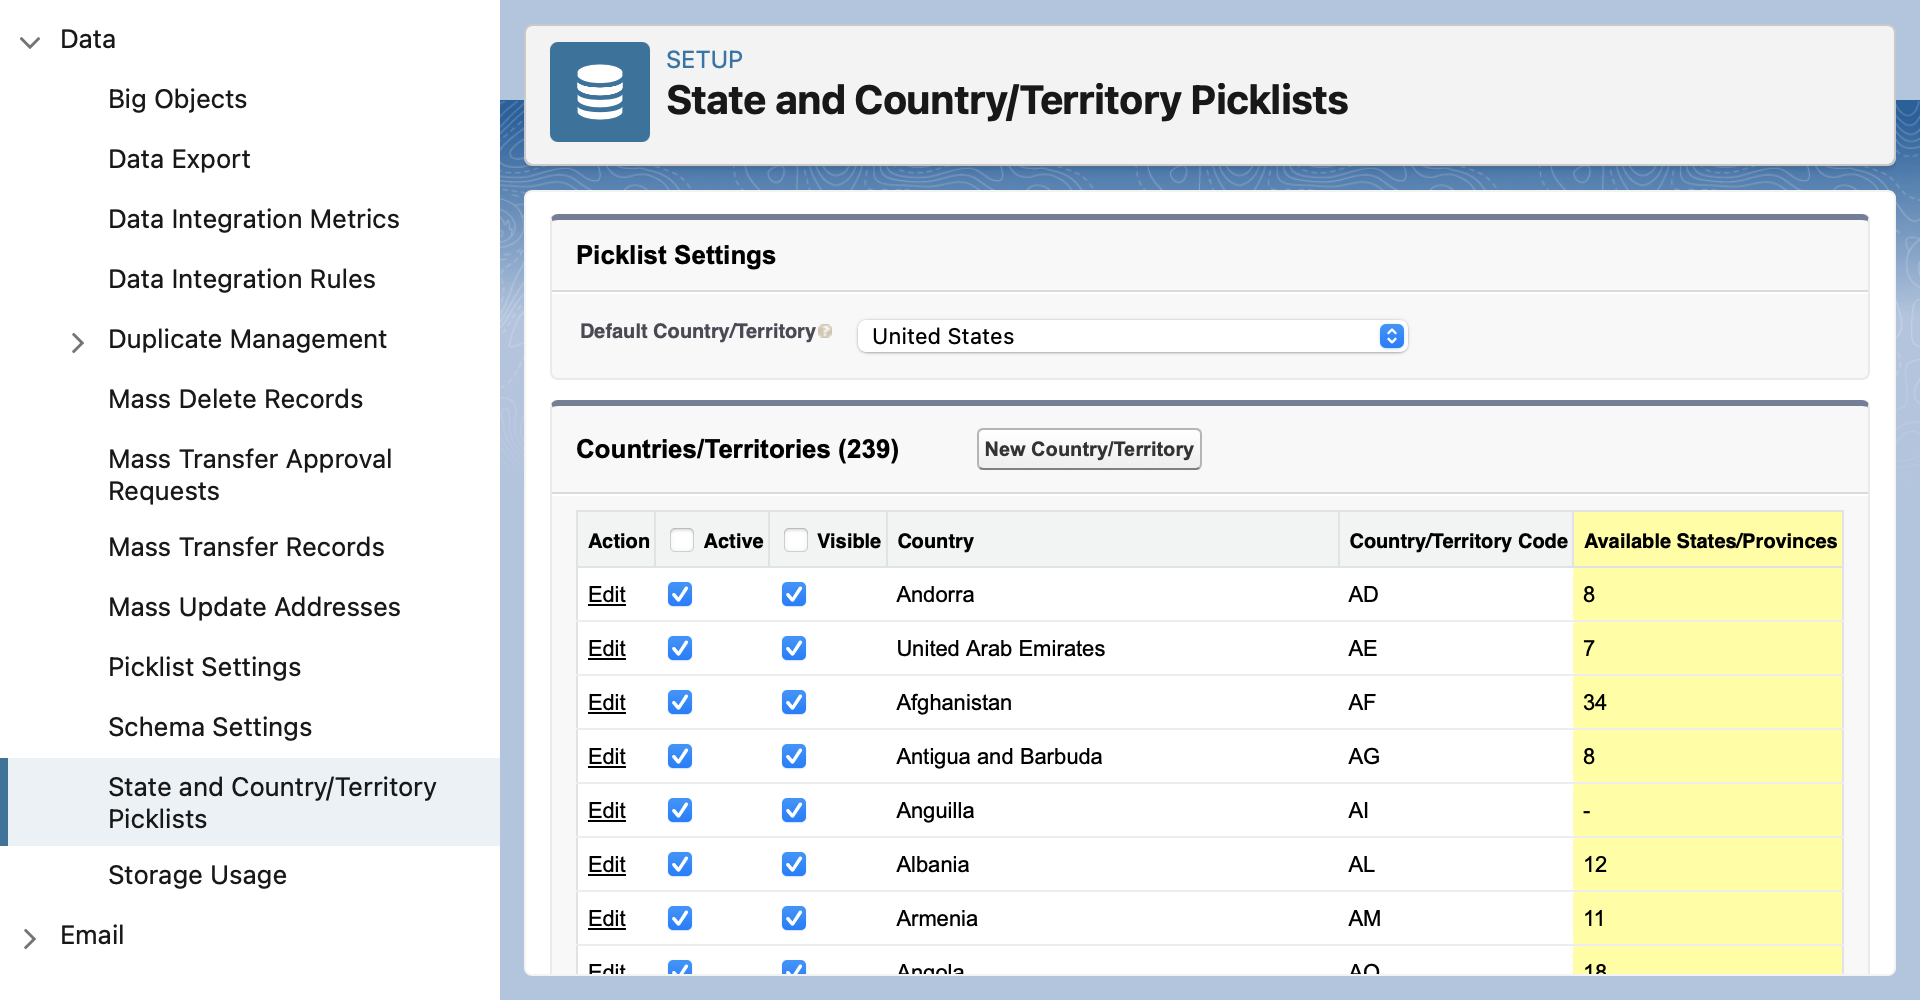 Data
Big Objects
Data Export
Data Integration Metrics
Data Integration Rules
Duplicate Management
Mass Delete Records
Mass Transfer Approval
Requests
Mass Transfer Records
Mass Update Addresses
Picklist Settings
Schema Settings
State and Country/Territory
Picklists
Storage Usage
Email
SETUP
State and Country/Territory Picklists
Picklist Settings
Default Country/Territory ? United States
Countries/Territories (239) New Country/Territory
Action Active Visible Country Country/Territory Code Available States/Provinces
Edit Andorra AD 8
Edit United Arab Emirates AE 7
Edit Afghanistan AF 34
Edit Antigua and Barbuda AG 8
Edit Anguilla AI -
Edit Albania AL 12
Edit Armenia AM 11
Edit Angola AO 18